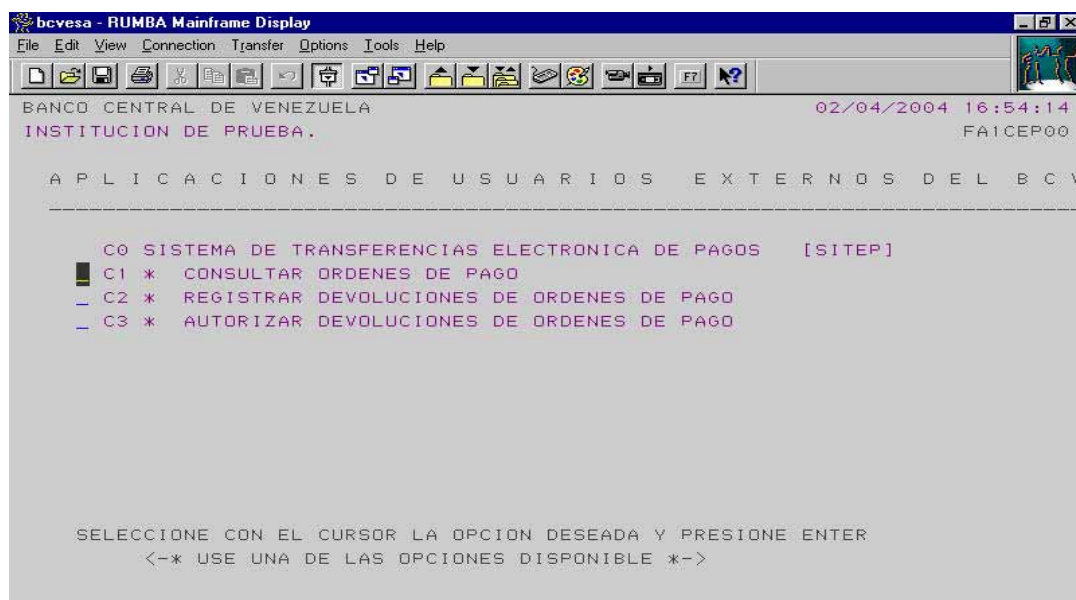 bcvesa - RUMBA Mainframe Display
File Edit View Connection Transfer Options Tools Help
F7
BANCO CENTRAL DE VENEZUELA 02/04/2004 16:54:14
INSTITUCION DE PRUEBA. FA1CEP00
A P L I C A C I O N E S D E U S U A R I O S E X T E R N O S D E L B C V
C0 SISTEMA DE TRANSFERENCIAS ELECTRONICA DE PAGOS [SITEP]
_ C1 * CONSULTAR ORDENES DE PAGO
_ C2 * REGISTRAR DEVOLUCIONES DE ORDENES DE PAGO
_ C3 * AUTORIZAR DEVOLUCIONES DE ORDENES DE PAGO
SELECCIONE CON EL CURSOR LA OPCION DESEADA Y PRESIONE ENTER
<-* USE UNA DE LAS OPCIONES DISPONIBLE *->